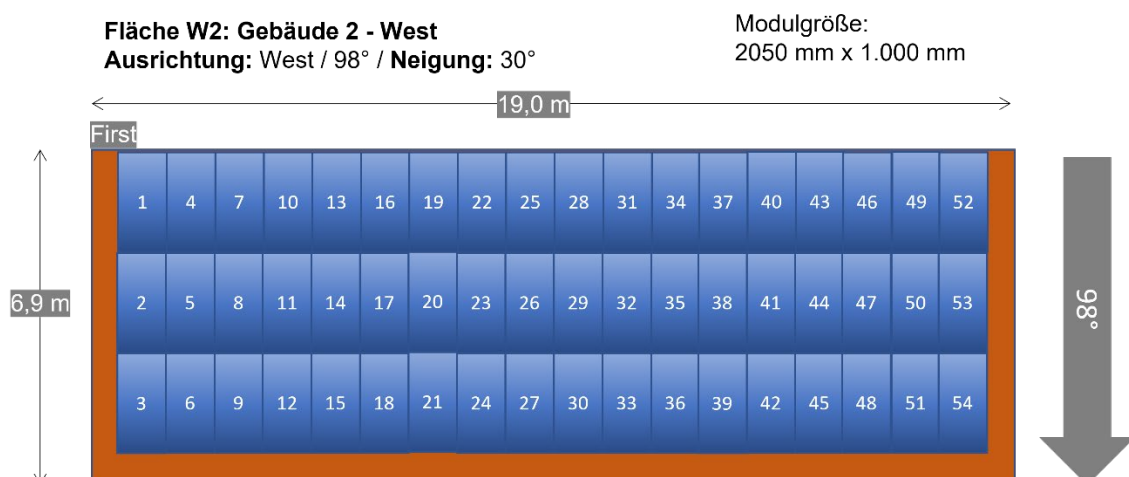 Fläche W2: Gebäude 2 - West
Ausrichtung: West / 98° / Neigung: 30°
Modulgröße:
2050 mm x 1.000 mm
19,0 m
First
1 4 7 10 13 16 19 22 25 28 31 34 37 40 43 46 49 52
6,9 m
2 5 8 11 14 17 20 23 26 29 32 35 38 41 44 47 50 53
98°
3 6 9 12 15 18 21 24 27 30 33 36 39 42 45 48 51 54